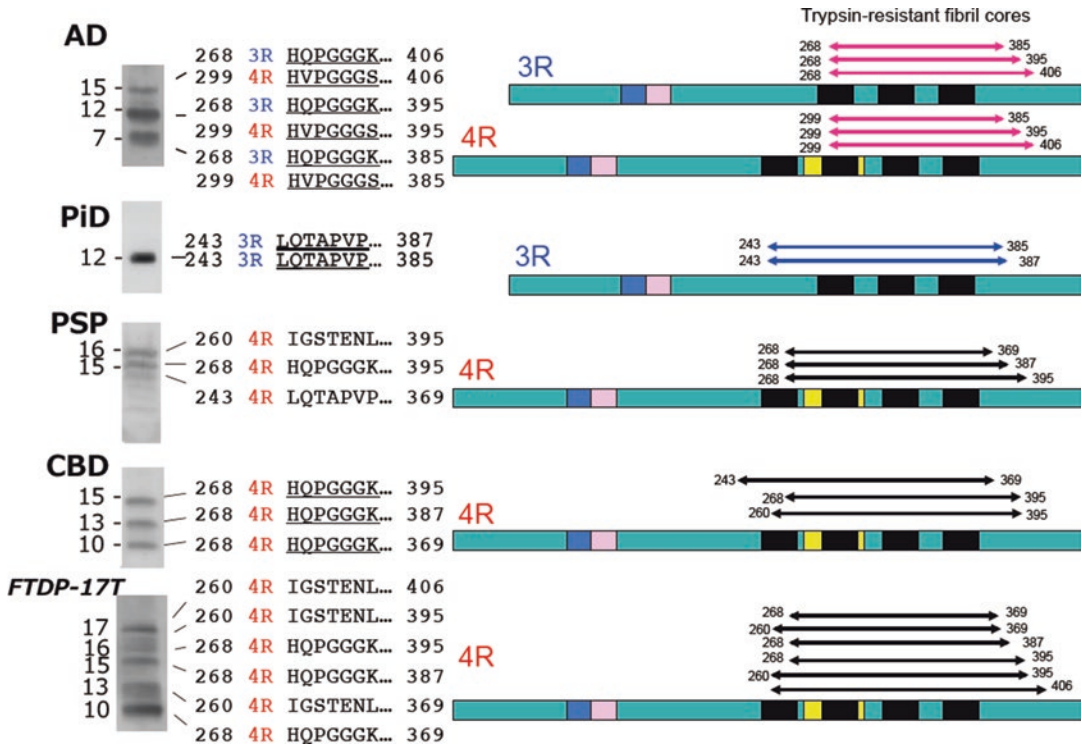 Trypsin-resistant fibril cores
AD
15 -
12 -
7 -
268 3R HQPGGGK… 406
299 4R HVPGGGS… 406
268 3R HQPGGGK… 395
299 4R HVPGGGS… 395
268 3R HQPGGGK… 385
299 4R HVPGGGS… 385
3R
268 385
268 395
268 406
4R
299 385
299 395
299 406
PiD
12 -
243 3R LQTAPVP… 387
243 3R LQTAPVP… 385
3R
243 385
243 387
PSP
16 -
15 -
260 4R IGSTENL… 395
268 4R HQPGGGK… 395
243 4R LQTAPVP… 369
4R
268 369
268 387
268 395
CBD
15 -
13 -
10 -
268 4R HQPGGGK… 395
268 4R HQPGGGK… 387
268 4R HQPGGGK… 369
4R
243 369
268 395
260 395
FTDP-17T
17 -
16 -
15 -
13 -
10 -
260 4R IGSTENL… 406
260 4R IGSTENL… 395
268 4R HQPGGGK… 395
268 4R HQPGGGK… 387
260 4R IGSTENL… 369
268 4R HQPGGGK… 369
4R
268 369
260 369
268 387
268 395
260 395
406